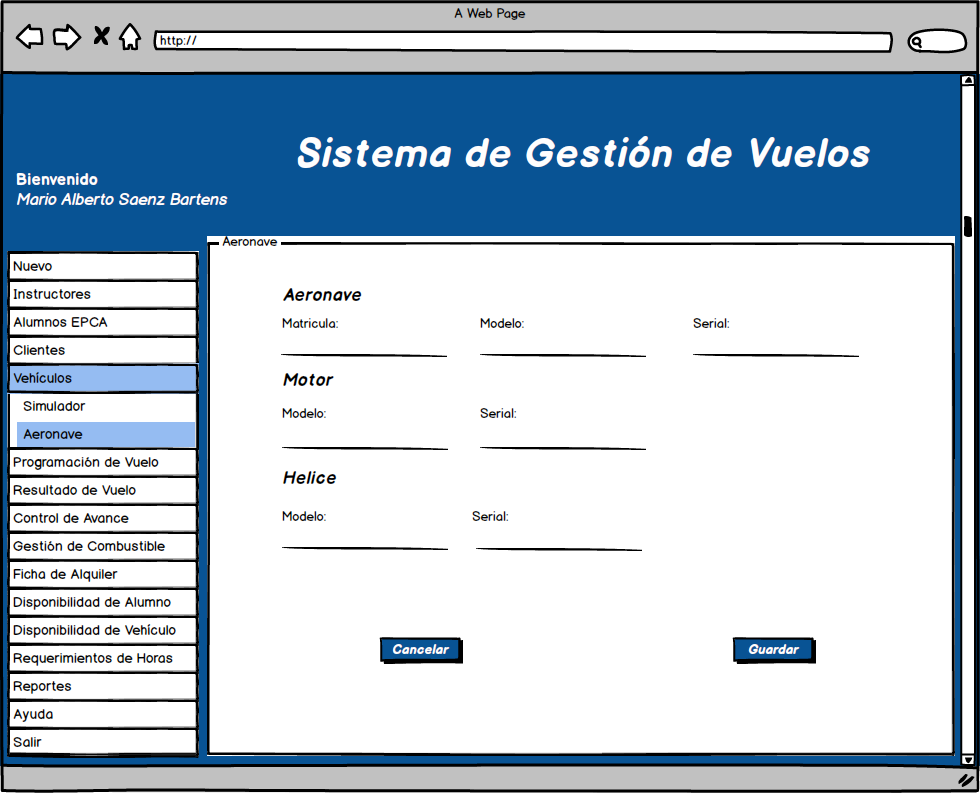 A Web Page
http://
Sistema de Gestión de Vuelos
Bienvenido
Mario Alberto Saenz Bartens
Nuevo
Instructores
Alumnos EPCA
Clientes
Vehículos
Simulador
Aeronave
Programación de Vuelo
Resultado de Vuelo
Control de Avance
Gestión de Combustible
Ficha de Alquiler
Disponibilidad de Alumno
Disponibilidad de Vehículo
Requerimientos de Horas
Reportes
Ayuda
Salir
Aeronave
Aeronave
Matricula: Modelo: Serial:
Motor
Modelo: Serial:
Helice
Modelo: Serial:
Cancelar Guardar